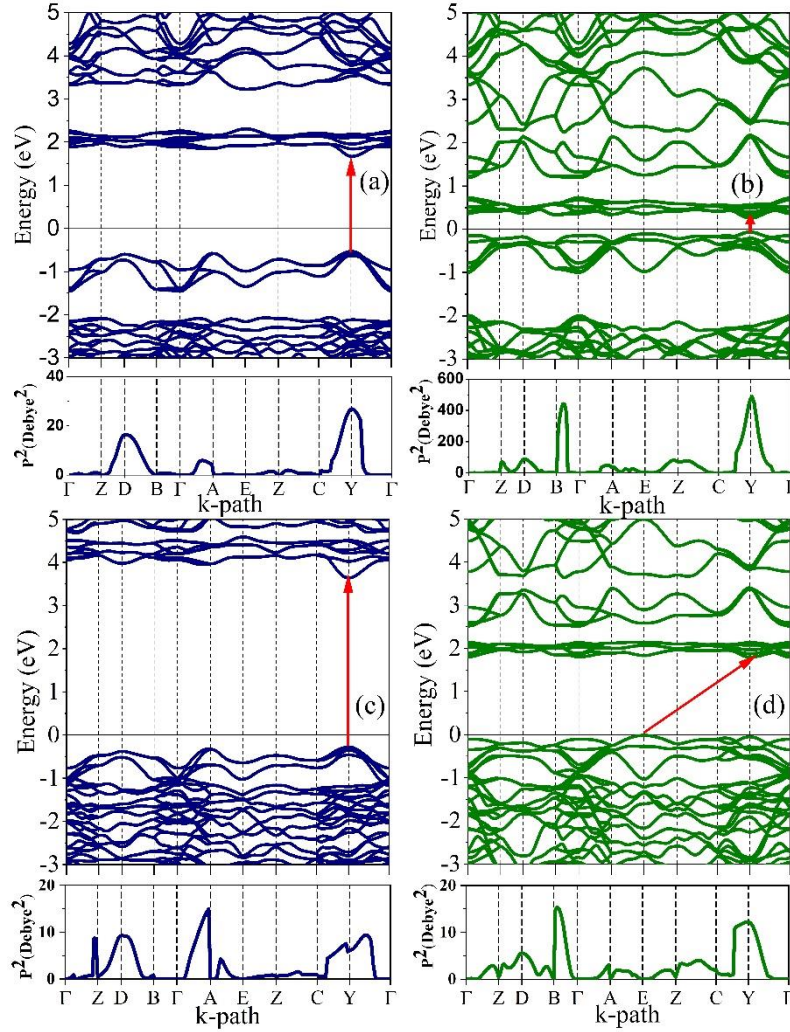 5
4
3
2
1
0
-1
-2
-3
Energy (eV)
(a)
5
4
3
2
1
0
-1
-2
-3
Energy (eV)
(b)
40
20
0
P²(Debye²)
Γ Z D B Γ A E Z C Y Γ
k-path
600
400
200
0
P²(Debye²)
Γ Z D B Γ A E Z C Y Γ
k-path
5
4
3
2
1
0
-1
-2
-3
Energy (eV)
(c)
5
4
3
2
1
0
-1
-2
-3
Energy (eV)
(d)
20
10
0
P²(Debye²)
Γ Z D B Γ A E Z C Y Γ
k-path
20
10
0
P²(Debye²)
Γ Z D B Γ A E Z C Y Γ
k-path